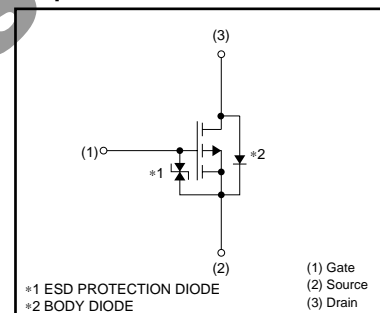 (3)
(1)
∗1
∗2
(2)
∗1 ESD PROTECTION DIODE
∗2 BODY DIODE
(1) Gate
(2) Source
(3) Drain